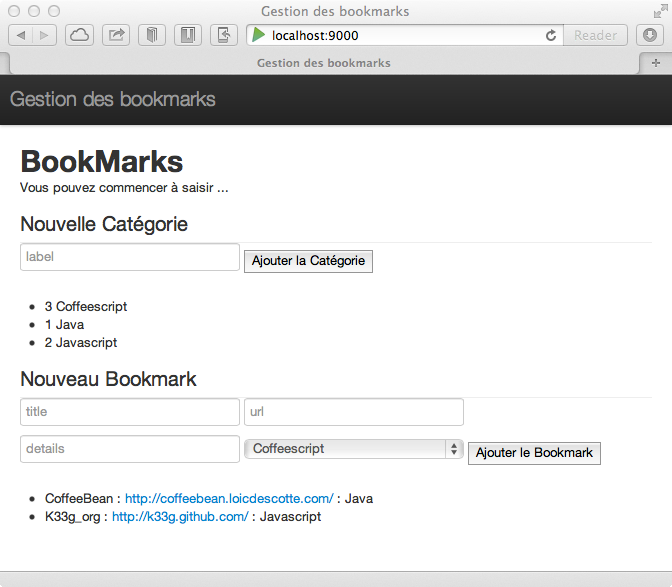 Gestion des bookmarks
localhost:9000
Reader
Gestion des bookmarks
Gestion des bookmarks
BookMarks
Vous pouvez commencer à saisir ...
Nouvelle Catégorie
label Ajouter la Catégorie
3 Coffeescript
1 Java
2 Javascript
Nouveau Bookmark
title url
details Coffeescript Ajouter le Bookmark
CoffeeBean : http://coffeebean.loicdescotte.com/ : Java
K33g_org : http://k33g.github.com/ : Javascript